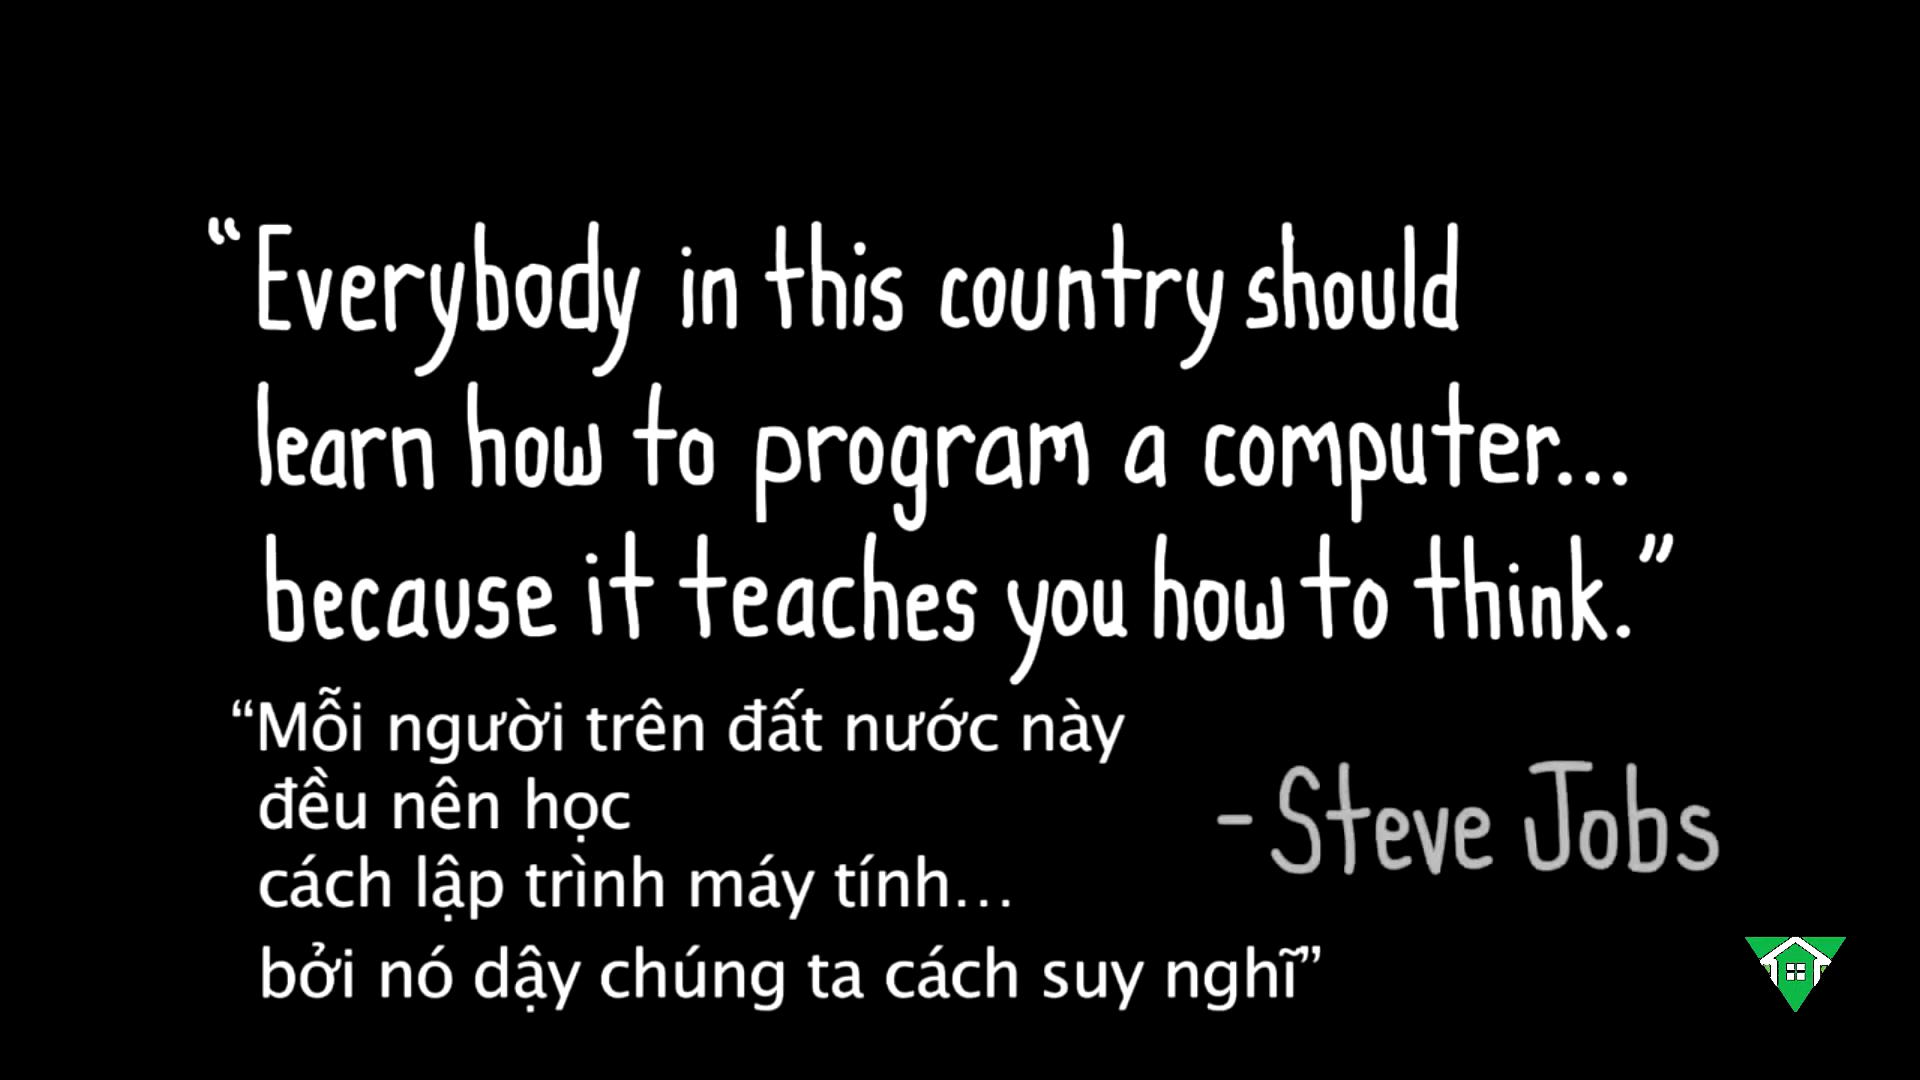 “Everybody in this country should
learn how to program a computer...
because it teaches you how to think.”
“Mỗi người trên đất nước này
đều nên học
cách lập trình máy tính...
bởi nó dậy chúng ta cách suy nghĩ”
- Steve Jobs